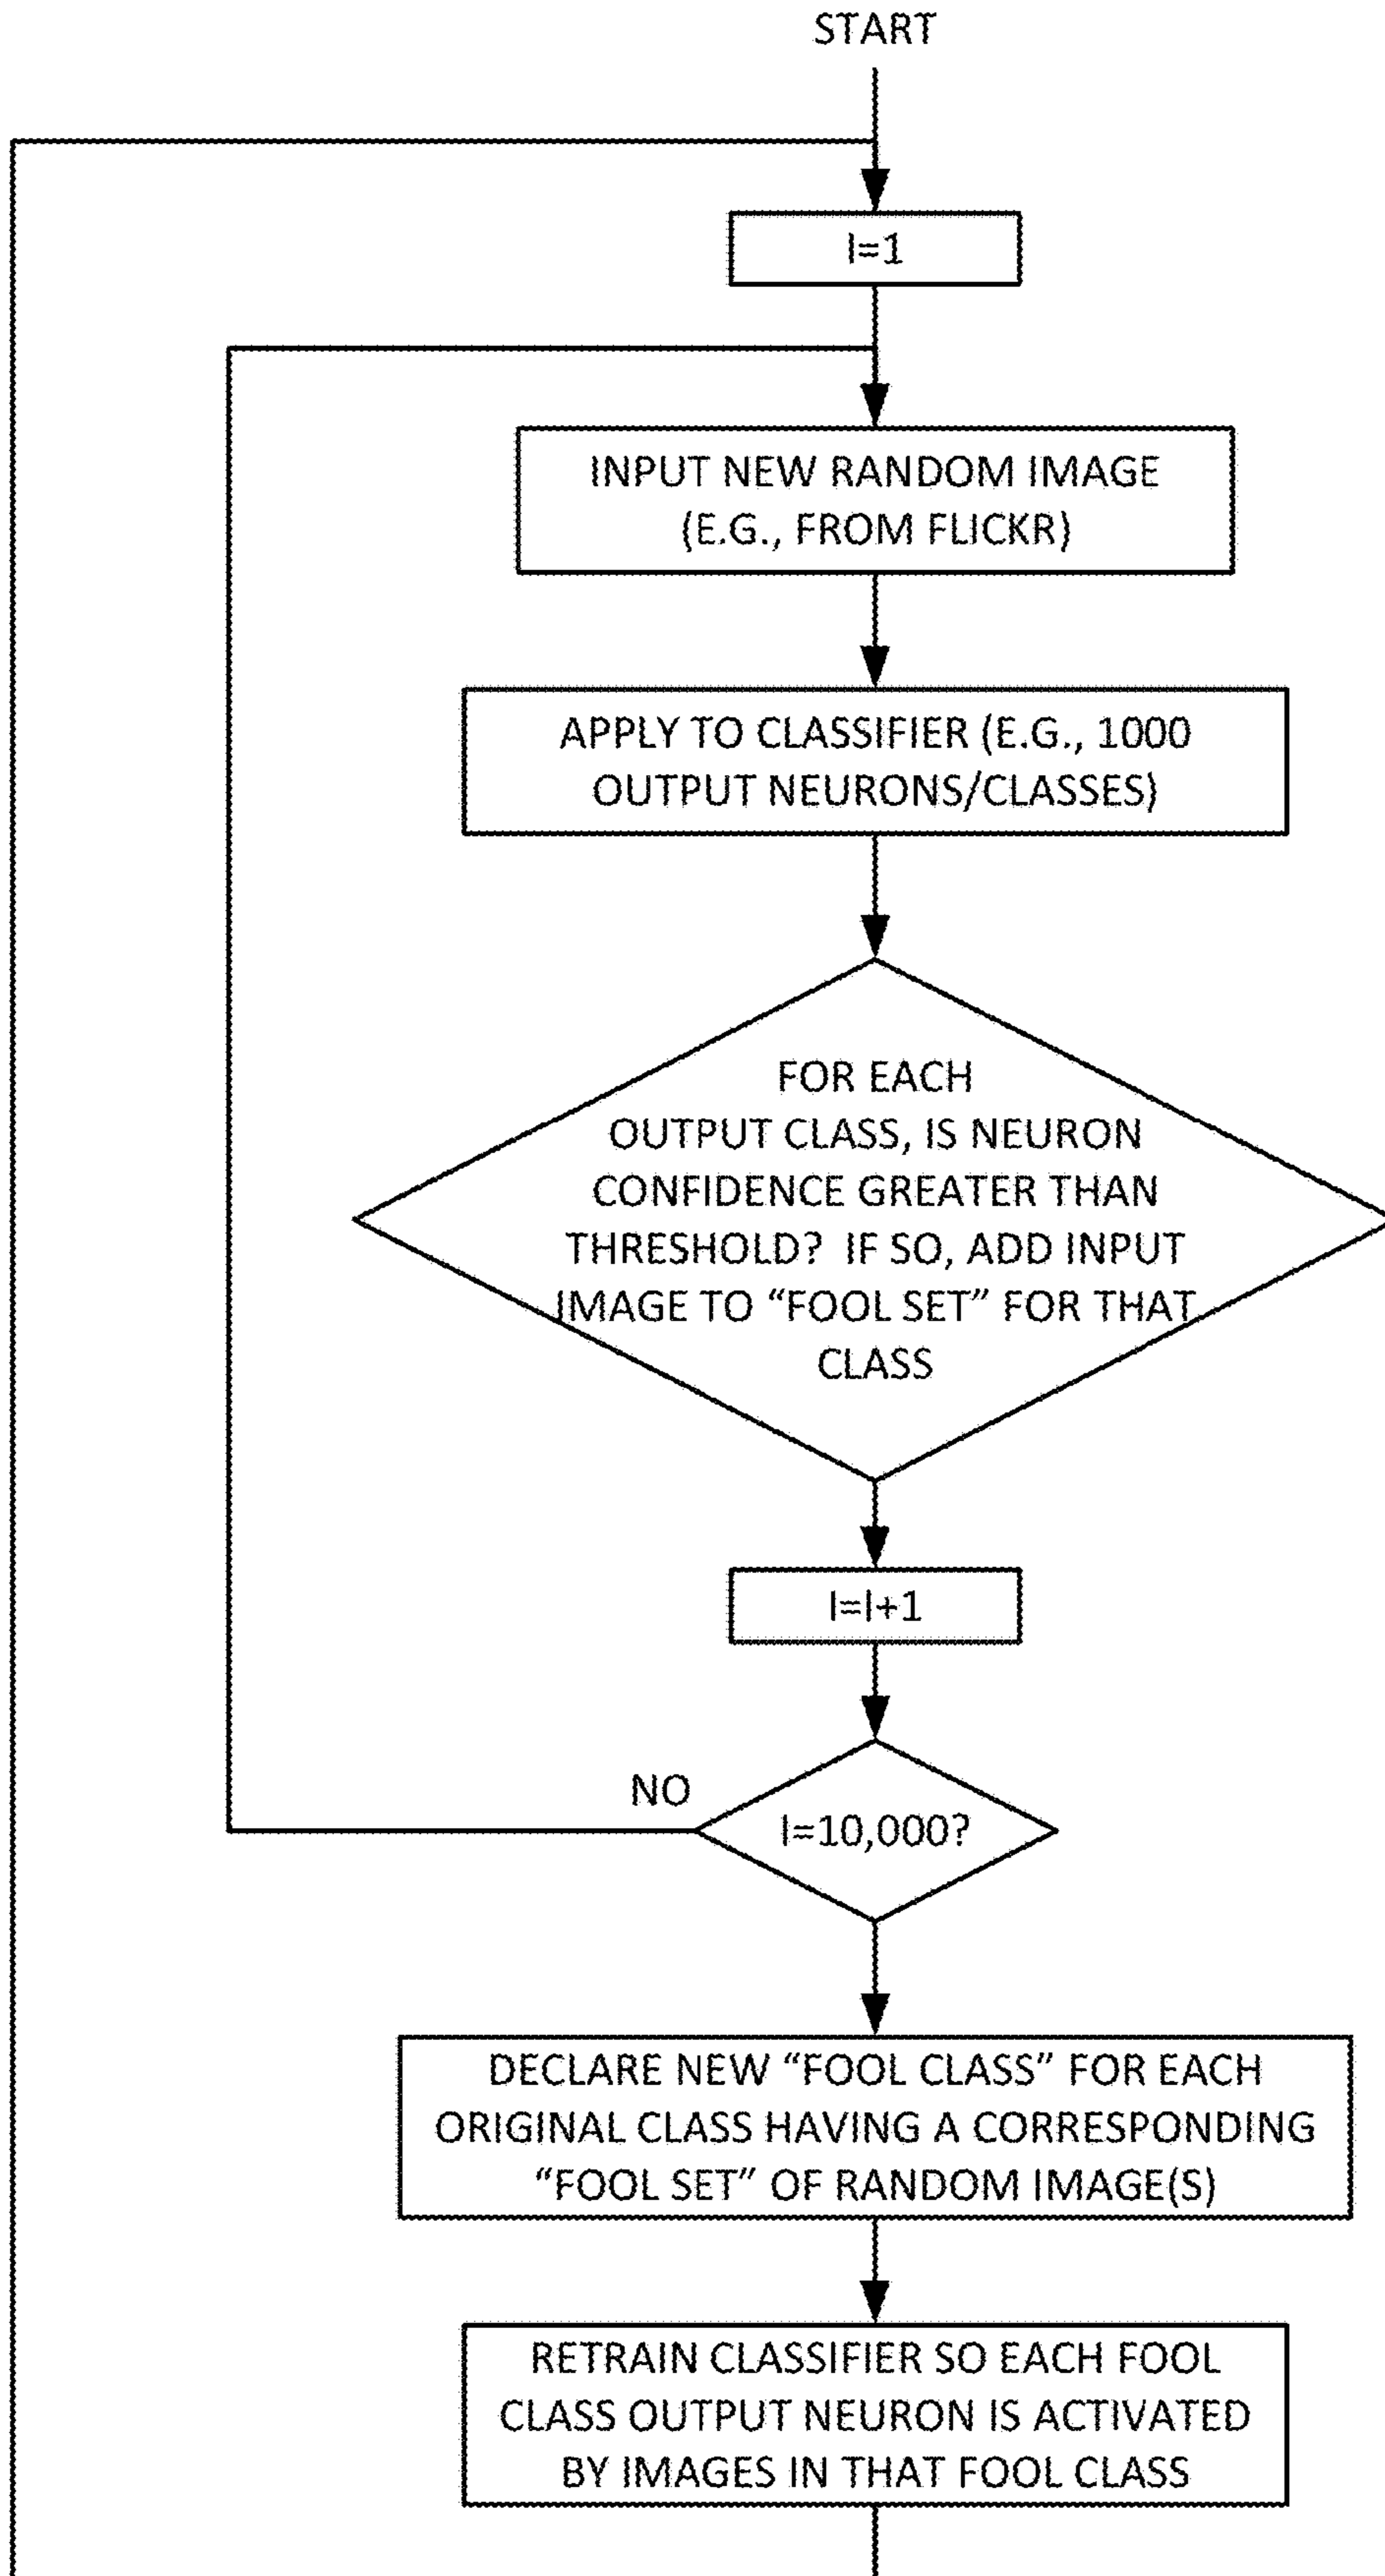 START
I=1
INPUT NEW RANDOM IMAGE
(E.G., FROM FLICKR)
APPLY TO CLASSIFIER (E.G., 1000
OUTPUT NEURONS/CLASSES)
FOR EACH
OUTPUT CLASS, IS NEURON
CONFIDENCE GREATER THAN
THRESHOLD?  IF SO, ADD INPUT
IMAGE TO “FOOL SET” FOR THAT
CLASS
I=I+1
NO
I=10,000?
DECLARE NEW “FOOL CLASS” FOR EACH
ORIGINAL CLASS HAVING A CORRESPONDING
“FOOL SET” OF RANDOM IMAGE(S)
RETRAIN CLASSIFIER SO EACH FOOL
CLASS OUTPUT NEURON IS ACTIVATED
BY IMAGES IN THAT FOOL CLASS